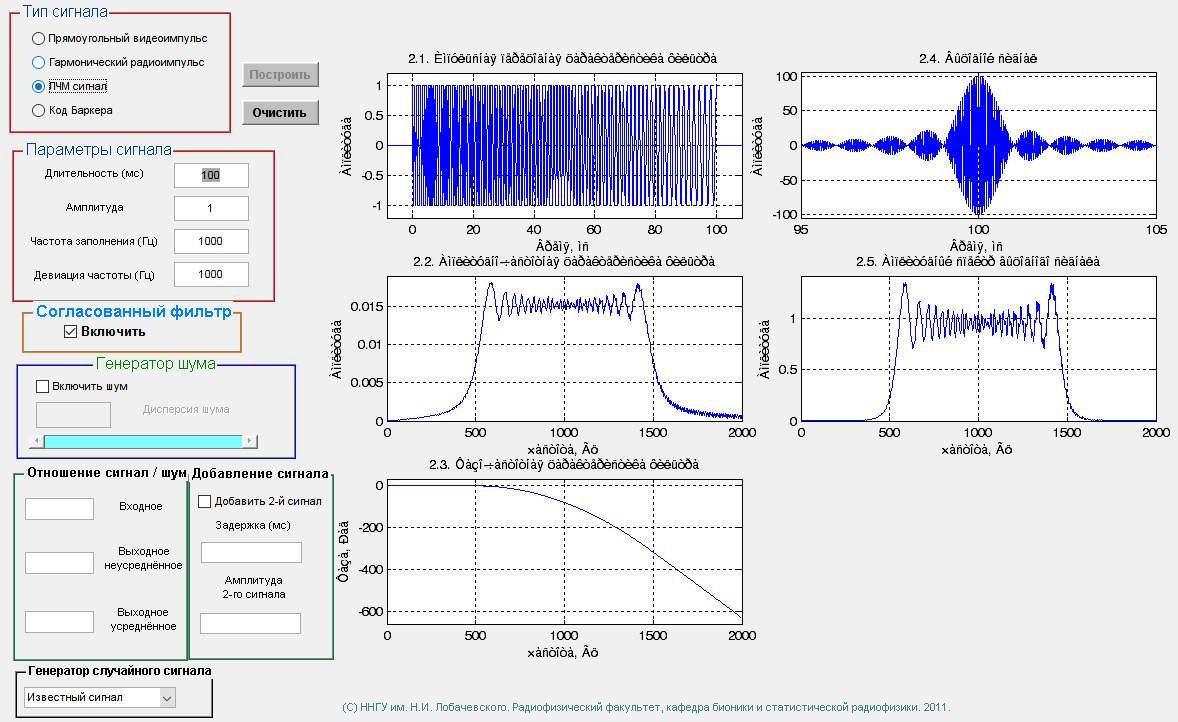 Тип сигнала
Прямоугольный видеоимпульс
Гармонический радиоимпульс
ЛЧМ сигнал
Код Баркера
Построить
Очистить
Параметры сигнала
Длительность (мс)
100
Амплитуда
1
Частота заполнения (Гц)
1000
Девиация частоты (Гц)
1000
Согласованный фильтр
Включить
Генератор шума
Включить шум
Дисперсия шума
Отношение сигнал / шум
Входное
Выходное
неусреднённое
Выходное
усреднённое
Добавление сигнала
Добавить 2-й сигнал
Задержка (мс)
Амплитуда
2-го сигнала
Генератор случайного сигнала
Известный сигнал
2.1. Èìïóëüñíàÿ ïåðåõîäíàÿ õàðàêòåðèñòèêà ôèëüòðà
Àìïëèòóäà
1
0.5
0
-0.5
-1
0
20
40
60
80
100
Âðåìÿ, ìñ
2.4. Âûõîäíîé ñèãíàë
Àìïëèòóäà
100
50
0
-50
-100
95
100
105
Âðåìÿ, ìñ
2.2. Àìïëèòóäíî÷àñòîòíàÿ õàðàêòåðèñòèêà ôèëüòðà
Àìïëèòóäà
0.015
0.01
0.005
0
0
500
1000
1500
2000
×àñòîòà, Ãö
2.5. Àìïëèòóäíûé ñïåêòð âûõîäíîãî ñèãíàëà
Àìïëèòóäà
1
0.5
0
0
500
1000
1500
2000
×àñòîòà, Ãö
2.3. Ôàçî÷àñòîòíàÿ õàðàêòåðèñòèêà ôèëüòðà
Ôàçà, Ðàä
0
-200
-400
-600
0
500
1000
1500
2000
×àñòîòà, Ãö
(C) ННГУ им. Н.И. Лобачевского. Радиофизический факультет, кафедра бионики и статистической радиофизики. 2011.